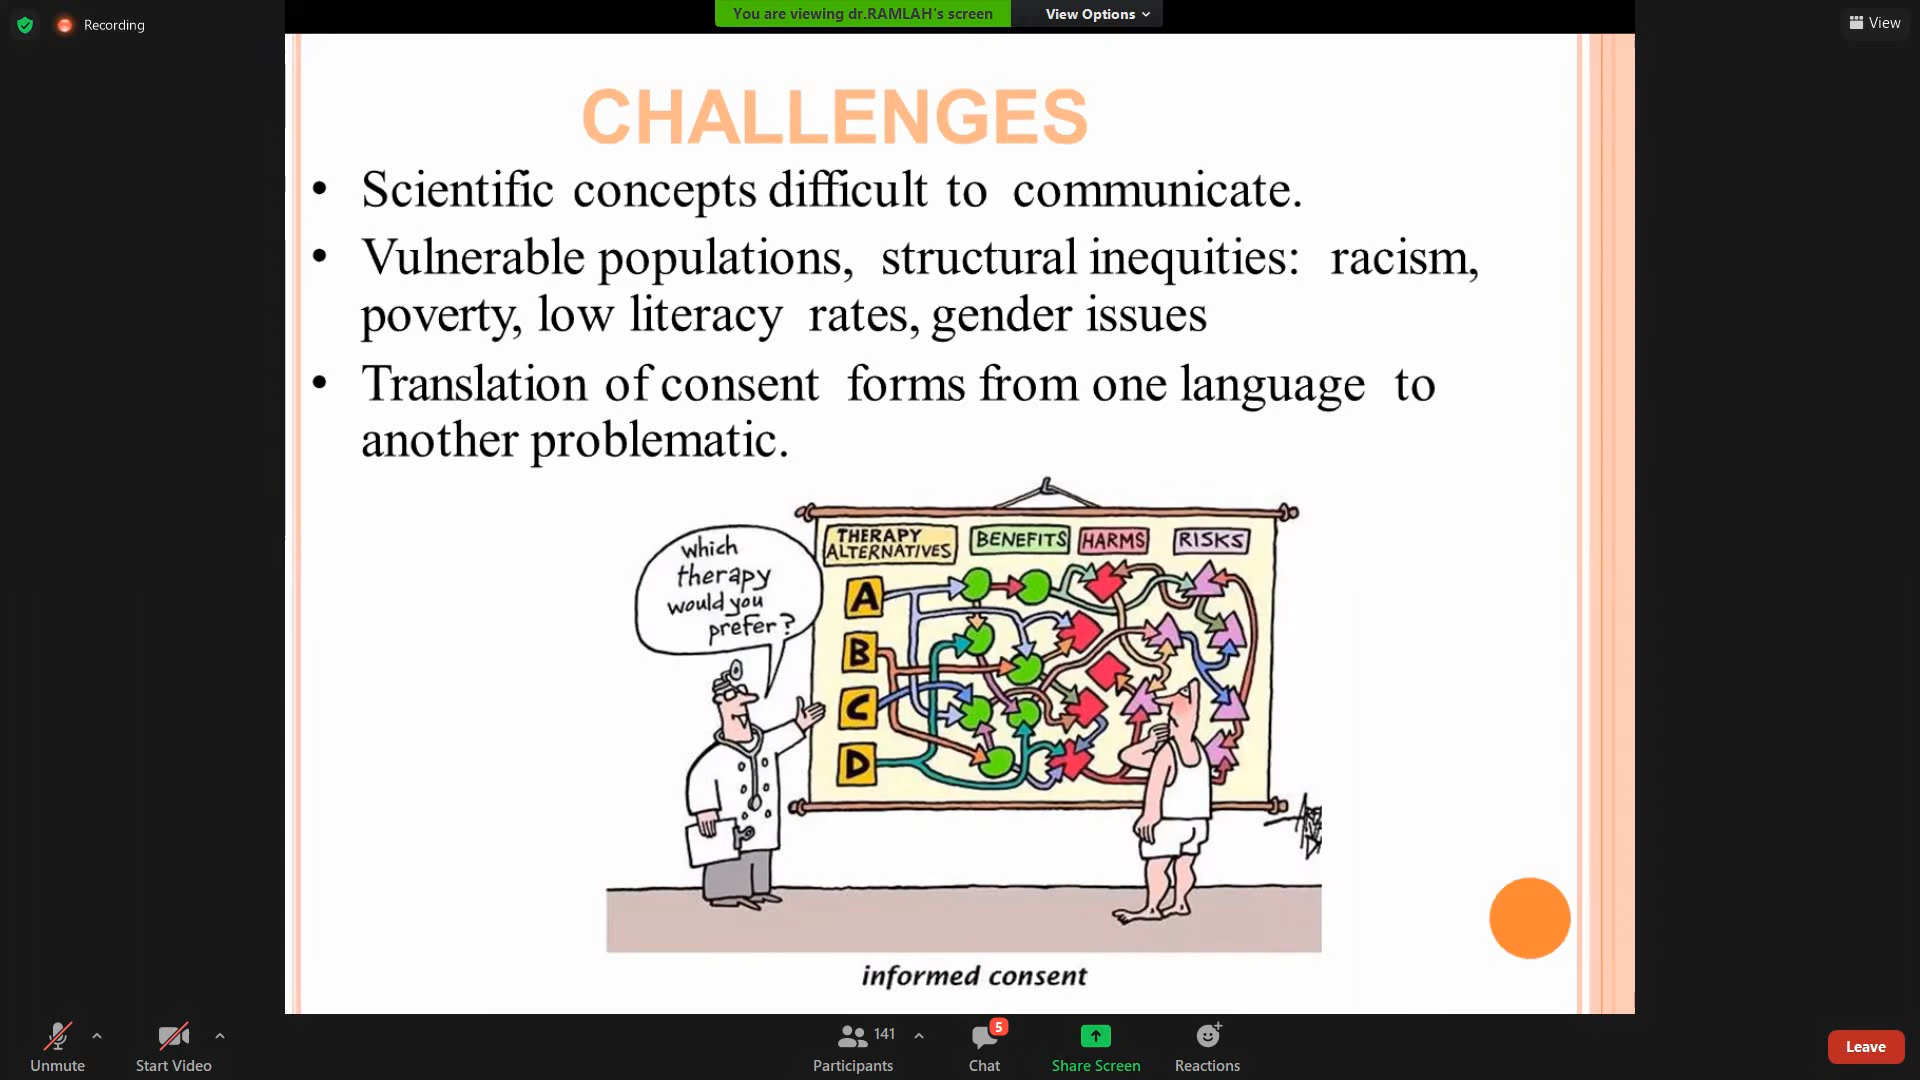 Recording
You are viewing dr.RAMLAH's screen
View Options
View
CHALLENGES
• Scientific concepts difficult to communicate.
• Vulnerable populations, structural inequities: racism,
poverty, low literacy rates, gender issues
• Translation of consent forms from one language to
another problematic.
which
therapy
would you
prefer?
THERAPY
ALTERNATIVES
BENEFITS
HARMS
RISKS
A
B
C
D
informed consent
Unmute
Start Video
141
Participants
5
Chat
Share Screen
Reactions
Leave